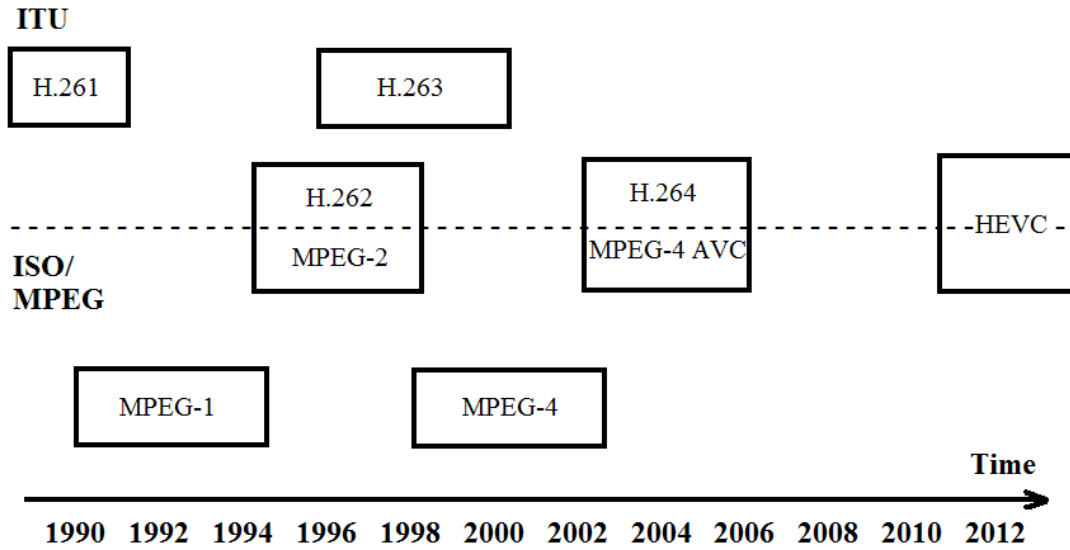 ITU
H.261
H.263
H.262
H.264
HEVC
MPEG-2
MPEG-4 AVC
ISO/
MPEG
MPEG-1
MPEG-4
Time
1990 1992 1994 1996 1998 2000 2002 2004 2006 2008 2010 2012